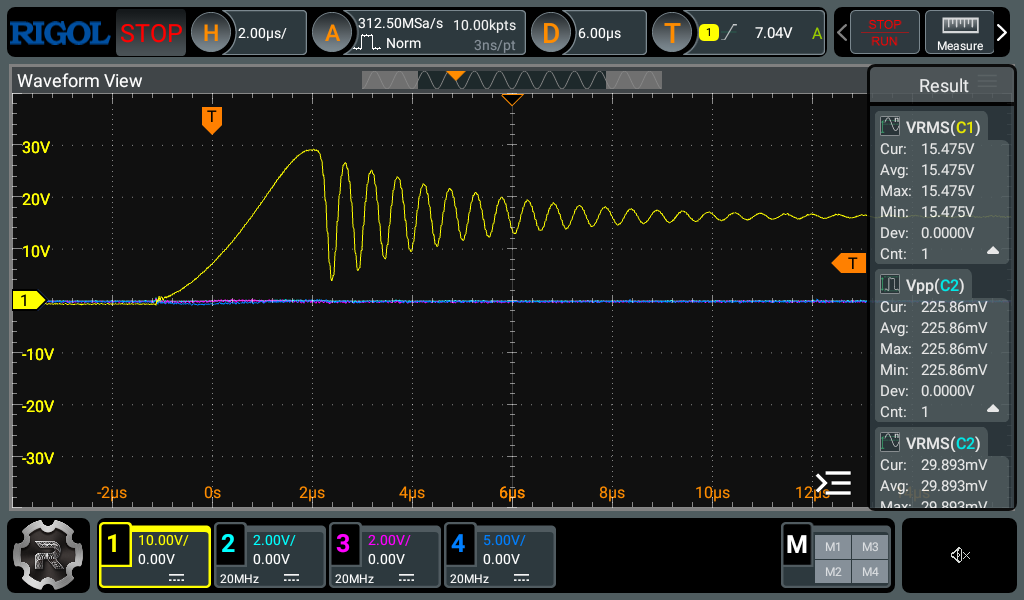 RIGOL STOP H 2.00µs/ A 312.50MSa/s 10.00kpts D 6.00µs T 1 7.04V A STOP Measure
Norm 3ns/pt RUN
Waveform View
Result
T
30V
20V
10V
1
-10V
-20V
-30V
T
-2µs 0s 2µs 4µs 6µs 8µs 10µs 12µs
VRMS(C1)
Cur: 15.475V
Avg: 15.475V
Max: 15.475V
Min: 15.475V
Dev: 0.0000V
Cnt: 1
Vpp(C2)
Cur: 225.86mV
Avg: 225.86mV
Max: 225.86mV
Min: 225.86mV
Dev: 0.0000V
Cnt: 1
VRMS(C2)
Cur: 29.893mV
Avg: 29.893mV
Max 29.893mV
R
1 10.00V/
0.00V
2 2.00V/
0.00V
20MHz
3 2.00V/
0.00V
20MHz
4 5.00V/
0.00V
20MHz
M M1 M3
M2 M4